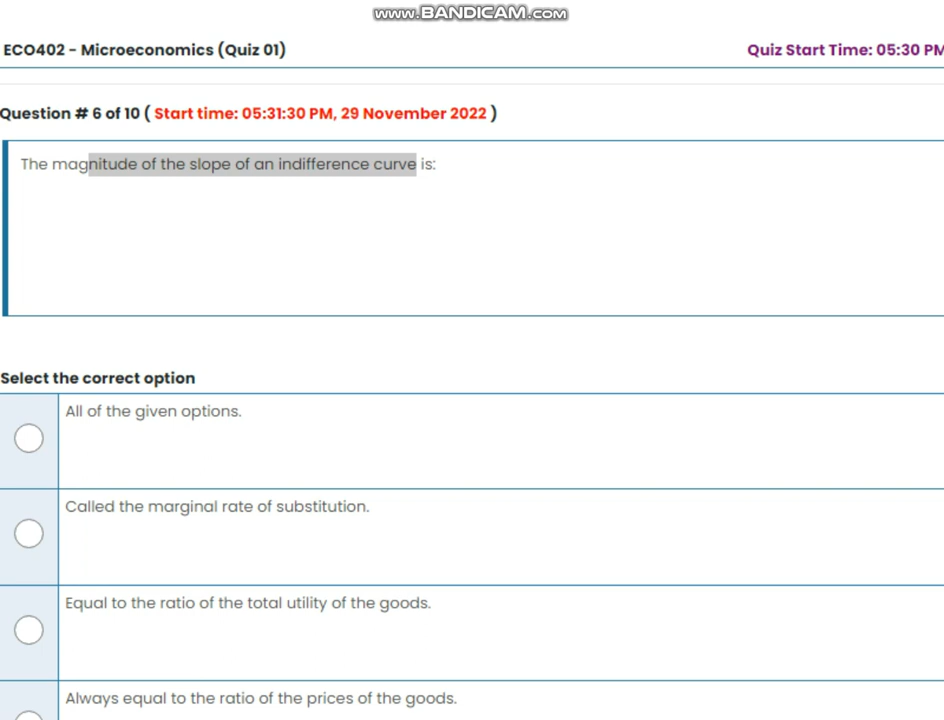 www.BANDICAM.com
ECO402 - Microeconomics (Quiz 01) Quiz Start Time: 05:30 PM
Question # 6 of 10 ( Start time: 05:31:30 PM, 29 November 2022 )
The magnitude of the slope of an indifference curve is:
Select the correct option
All of the given options.
Called the marginal rate of substitution.
Equal to the ratio of the total utility of the goods.
Always equal to the ratio of the prices of the goods.